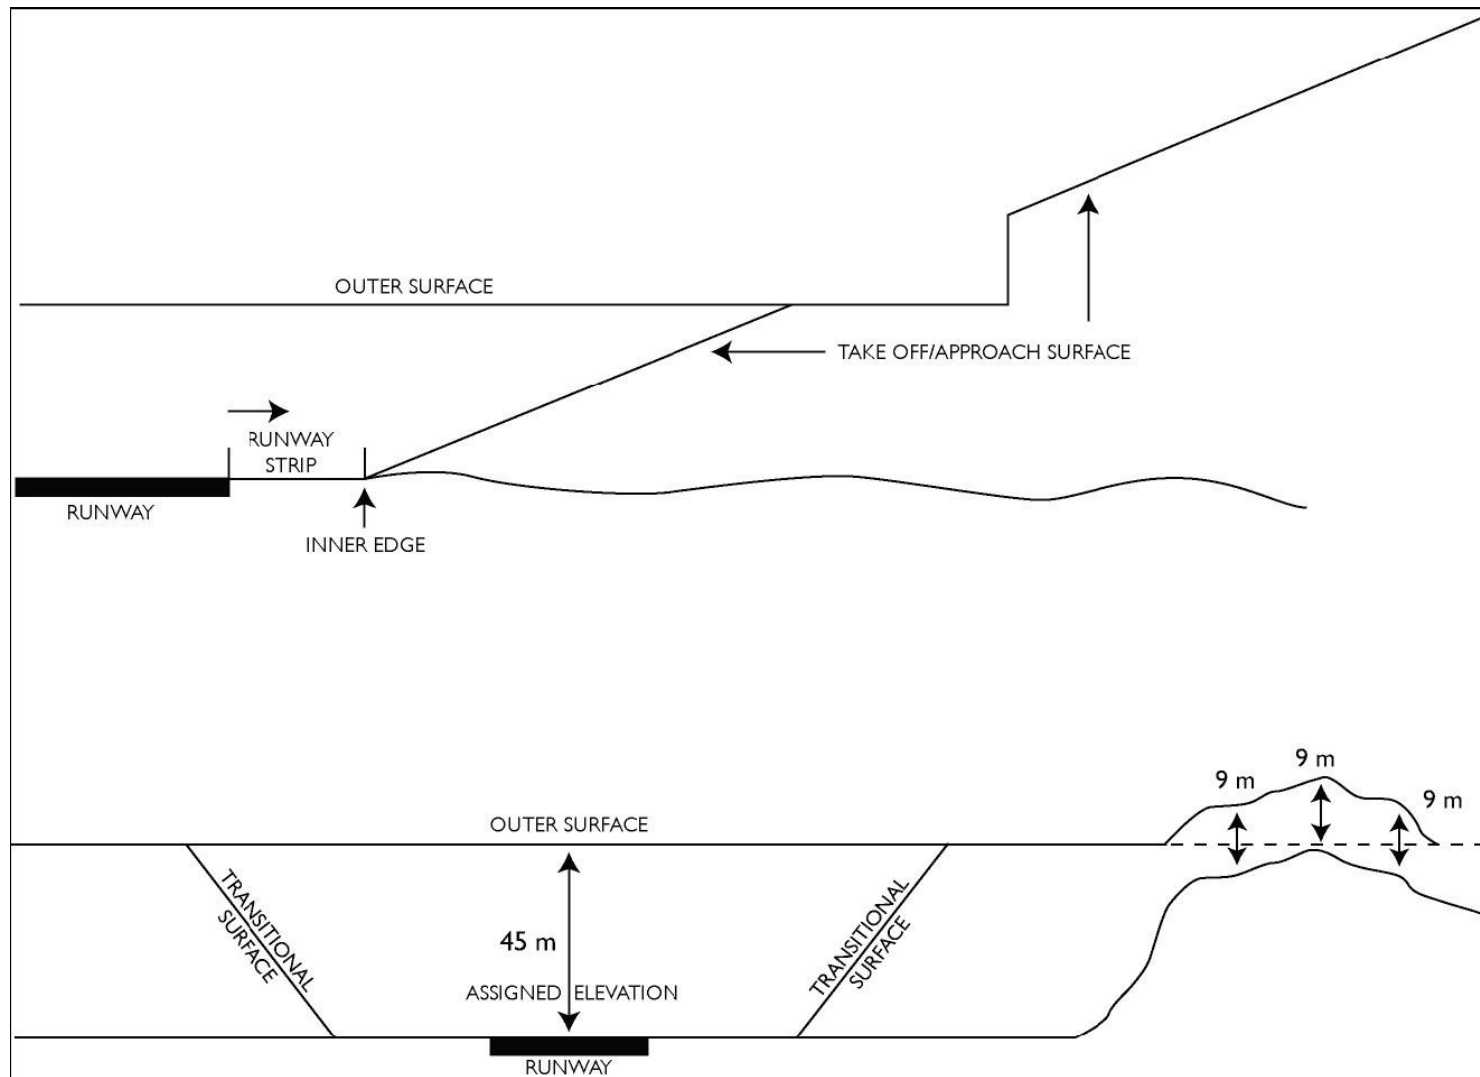 OUTER SURFACE
TAKE OFF/APPROACH SURFACE
RUNWAY
STRIP
RUNWAY
INNER EDGE
9 m
9 m
9 m
OUTER SURFACE
TRANSITIONAL
SURFACE
45 m
TRANSITIONAL
SURFACE
ASSIGNED ELEVATION
RUNWAY